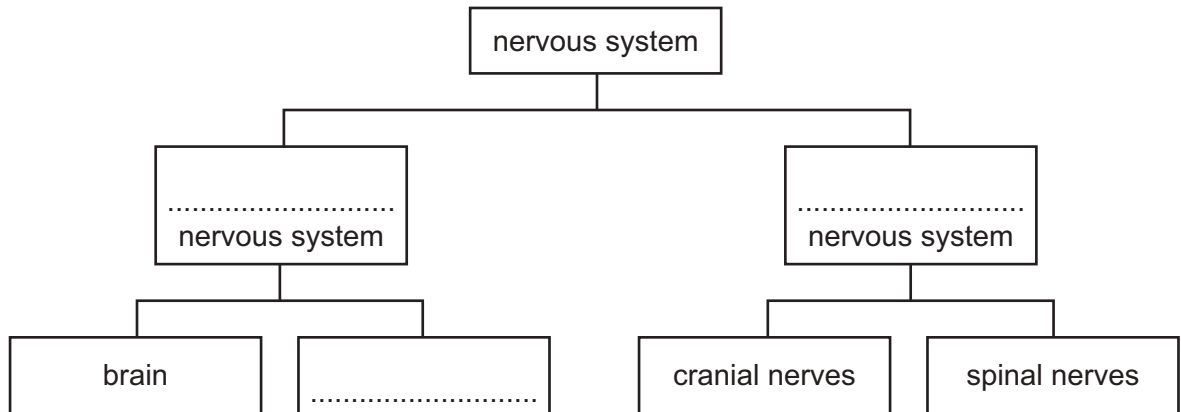 nervous system
............................
nervous system
............................
nervous system
brain
............................
cranial nerves
spinal nerves